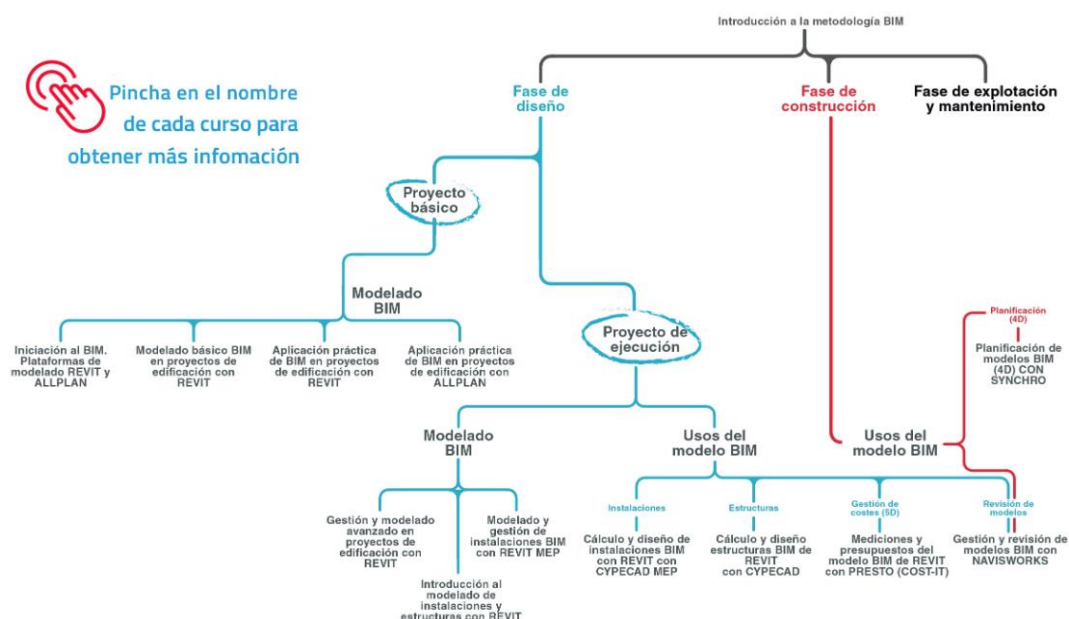 Introducción a la metodología BIM
Pincha en el nombre
de cada curso para
obtener más infomación
Fase de
diseño
Fase de
construcción
Fase de explotación
y mantenimiento
Proyecto
básico
Modelado
BIM
Iniciación al BIM.
Plataformas de
modelado REVIT y
ALLPLAN
Modelado básico BIM
en proyectos de
edificación con
REVIT
Aplicación práctica
de BIM en proyectos
de edificación con
REVIT
Aplicación práctica
de BIM en proyectos
de edificación con
ALLPLAN
Proyecto de
ejecución
Planificación
(4D)
Planificación de
modelos BIM
(4D) CON
SYNCHRO
Modelado
BIM
Usos del
modelo BIM
Usos del
modelo BIM
Gestión y modelado
avanzado en
proyectos de
edificación con
REVIT
Introducción al
modelado de
instalaciones y
estructuras con REVIT
Modelado y
gestión de
instalaciones BIM
con REVIT MEP
Instalaciones
Cálculo y diseño de
instalaciones BIM
con REVIT con
CYPECAD MEP
Estructuras
Cálculo y diseño
estructuras BIM de
REVIT
con CYPECAD
Gestión de
costes (5D)
Mediciones y
presupuestos del
modelo BIM de REVIT
con PRESTO (COST-IT)
Revisión de
modelos
Gestión y revisión de
modelos BIM con
NAVISWORKS